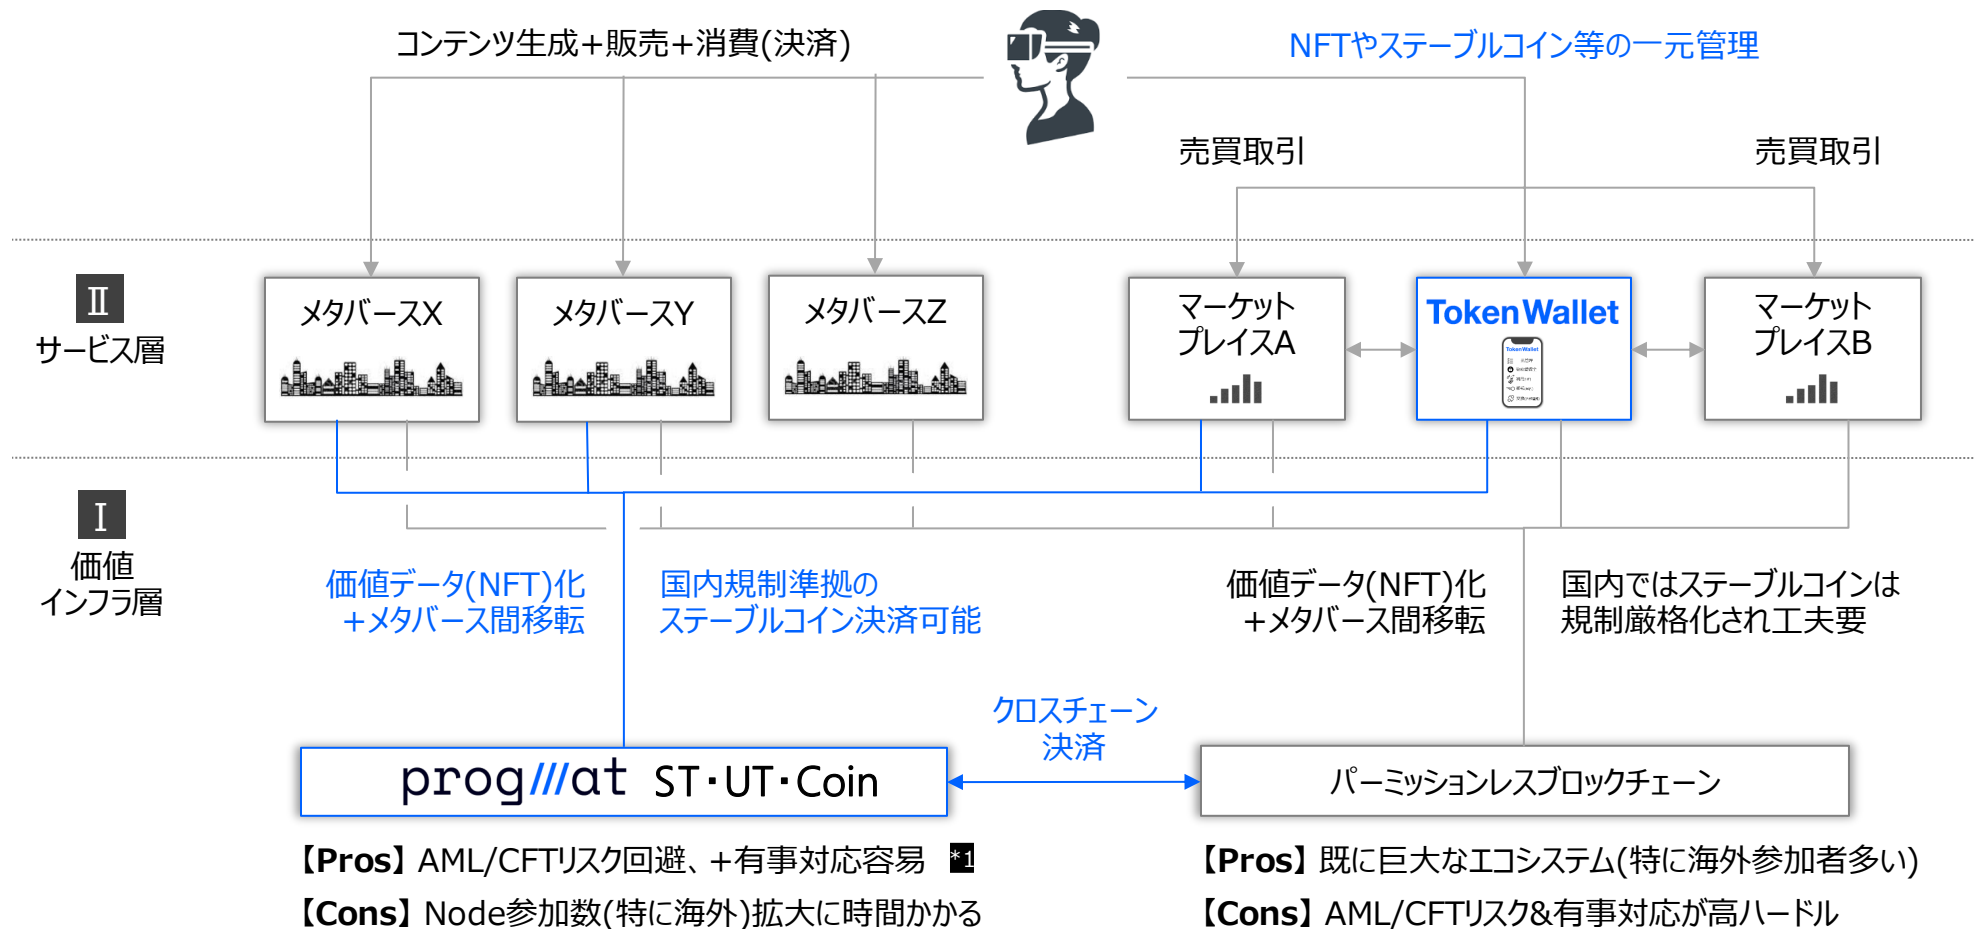 コンテンツ生成+販売+消費(決済)
NFTやステーブルコイン等の一元管理
売買取引
売買取引
Ⅱ
サービス層
メタバースX
メタバースY
メタバースZ
マーケット
プレイスA
TokenWallet
TokenWallet
マーケット
プレイスB
Ⅰ
価値
インフラ層
価値データ(NFT)化
+メタバース間移転
国内規制準拠の
ステーブルコイン決済可能
価値データ(NFT)化
+メタバース間移転
国内ではステーブルコインは
規制厳格化され工夫要
クロスチェーン
決済
progmat ST・UT・Coin
パーミッションレスブロックチェーン
【Pros】AML/CFTリスク回避、+有事対応容易 *1
【Cons】Node参加数(特に海外)拡大に時間かかる
【Pros】既に巨大なエコシステム(特に海外参加者多い)
【Cons】AML/CFTリスク&有事対応が高ハードル